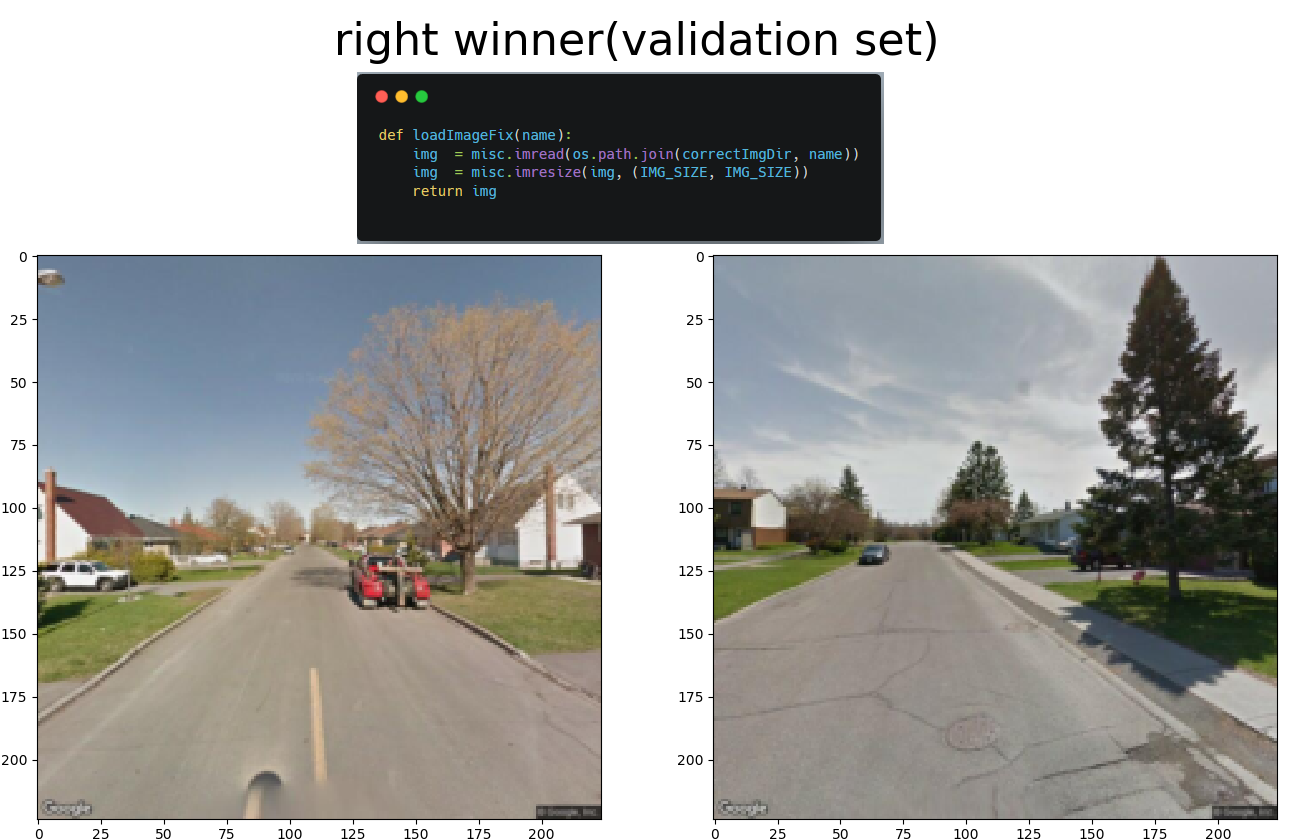 right winner(validation set)
def loadImageFix(name):
    img  = misc.imread(os.path.join(correctImgDir, name))
    img  = misc.imresize(img, (IMG_SIZE, IMG_SIZE))
    return img
0
25
50
75
100
125
150
175
200
0 25 50 75 100 125 150 175 200
Google
© Google, Inc
0
25
50
75
100
125
150
175
200
0 25 50 75 100 125 150 175 200
Google
© Google, Inc